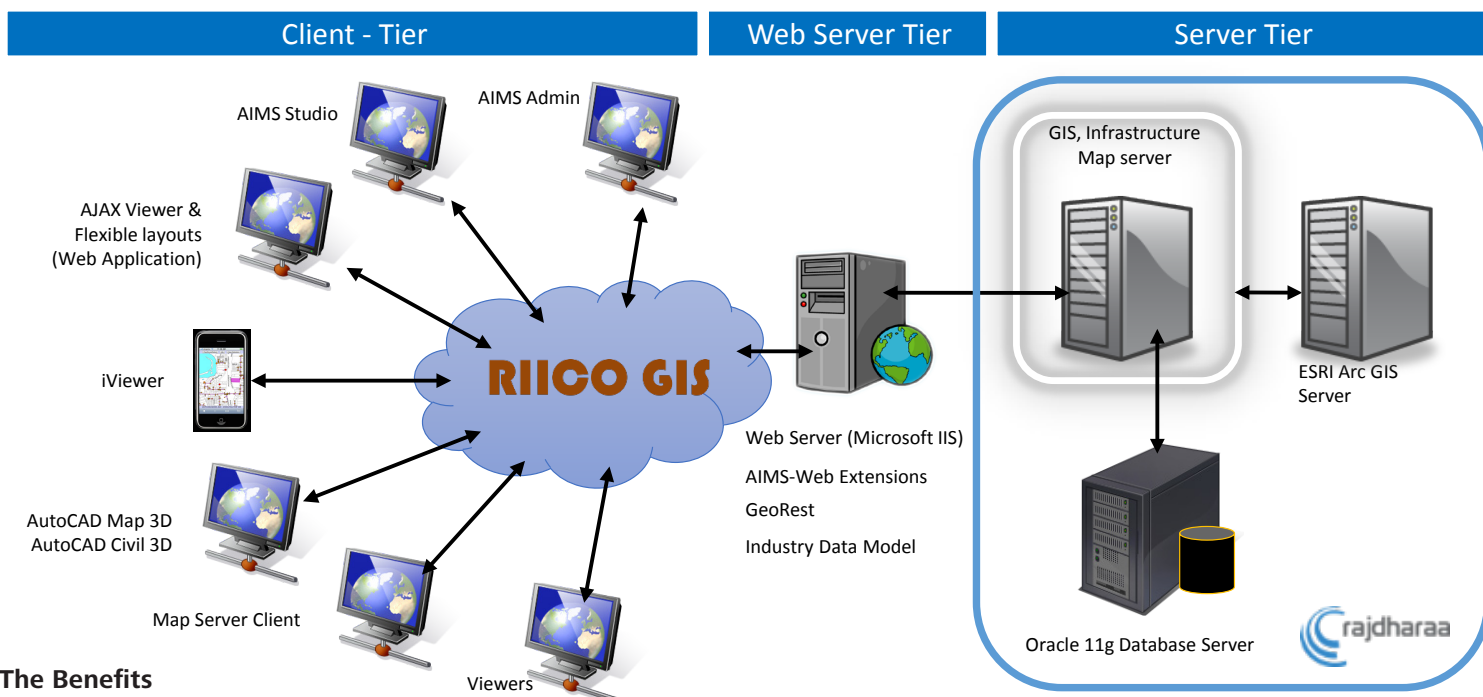 Client - Tier
Web Server Tier
Server Tier
AIMS Studio
AIMS Admin
AJAX Viewer &
Flexible layouts
(Web Application)
iViewer
AutoCAD Map 3D
AutoCAD Civil 3D
Map Server Client
Viewers
RIICO GIS
Web Server (Microsoft IIS)
AIMS-Web Extensions
GeoRest
Industry Data Model
GIS, Infrastructure
Map server
ESRI Arc GIS
Server
Oracle 11g Database Server
rajdharaa
The Benefits